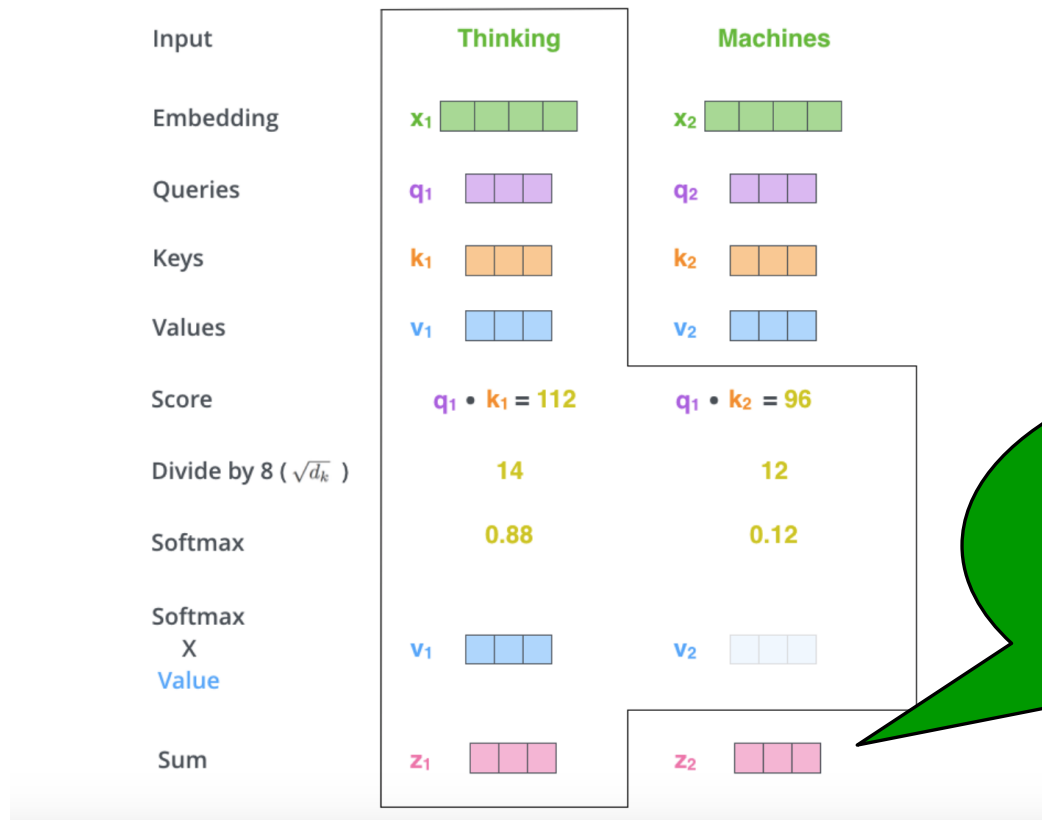 Input Thinking Machines
Embedding x₁ x₂
Queries q₁ q₂
Keys k₁ k₂
Values v₁ v₂
Score q₁ • k₁ = 112 q₁ • k₂ = 96
Divide by 8 ( √dₖ ) 14 12
Softmax 0.88 0.12
Softmax
X
Value v₁ v₂
Sum z₁ z₂